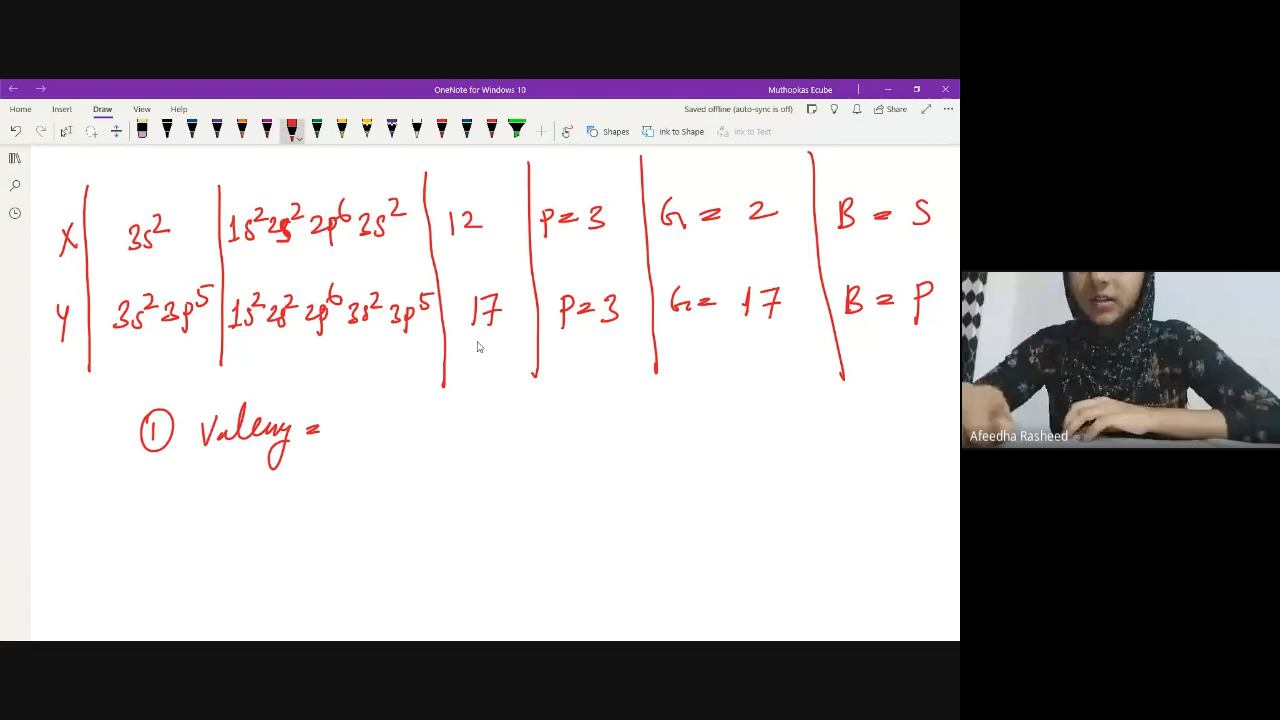 OneNote for Windows 10
Muthookas Ecube
Home Insert Draw View Help
Saved offline (auto-sync is off)
Share
Shapes Ink to Shape Ink to Text
X 3s² 1s²2s²2p⁶3s² 12 P=3 G=2 B=S
Y 3s²3p⁵ 1s²2s²2p⁶3s²3p⁵ 17 P=3 G=17 B=P
① Valency =
Afeedha Rasheed